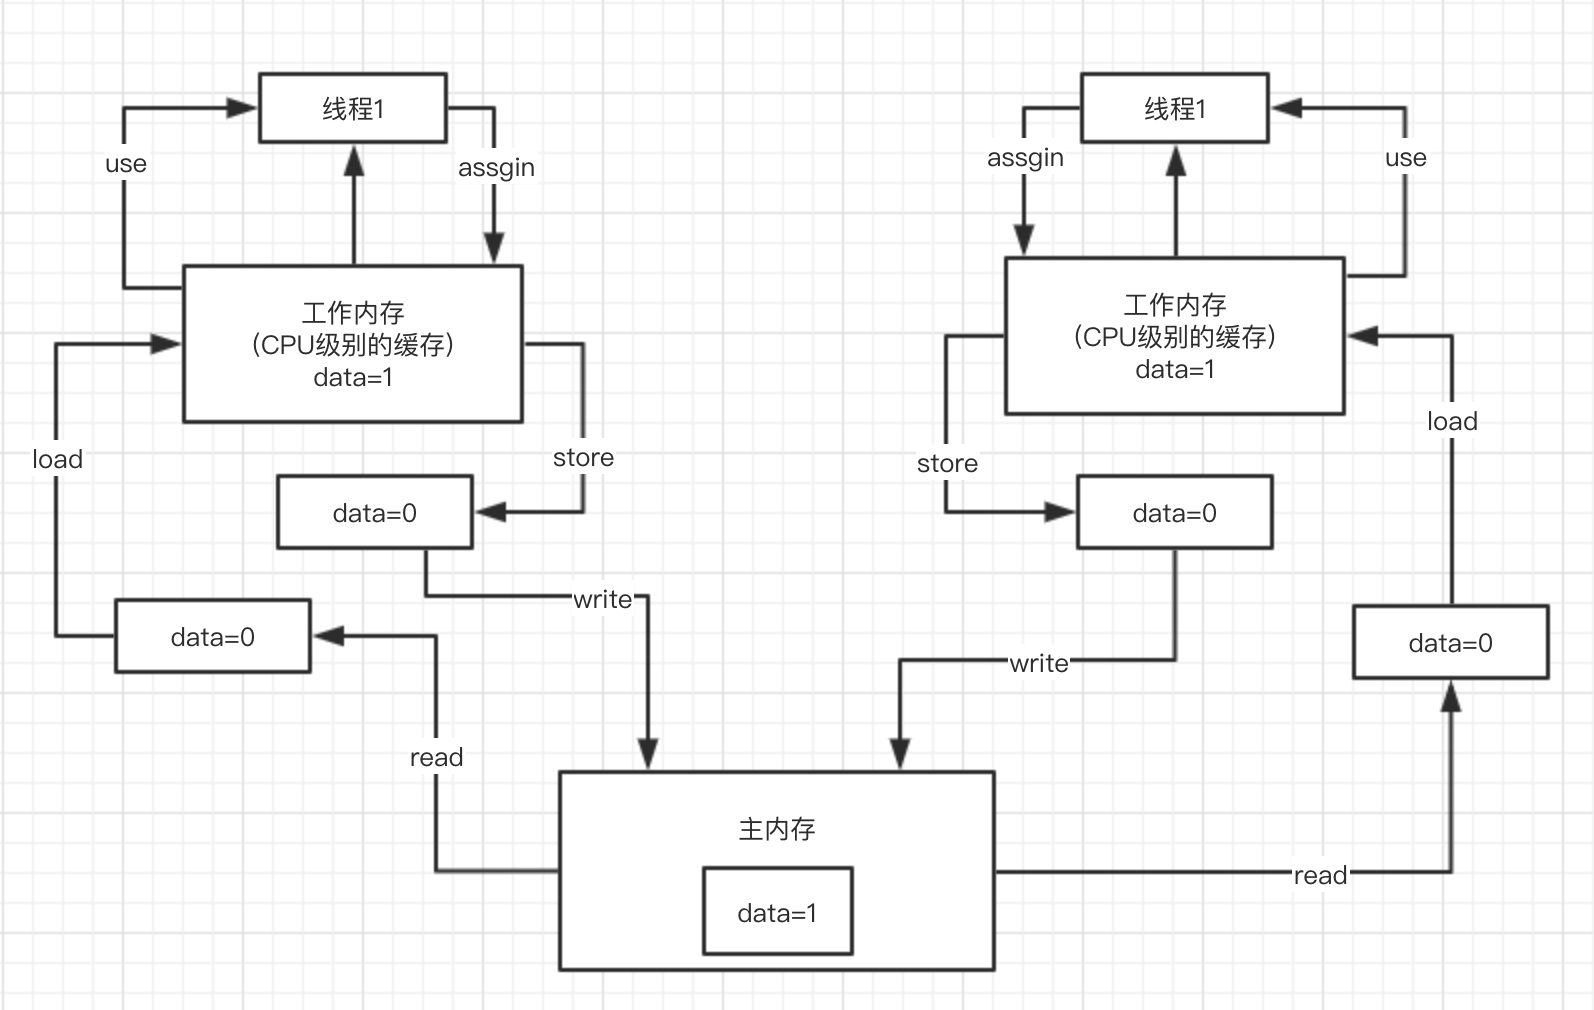 线程1
线程1
use
assgin
assgin
use
工作内存
(CPU级别的缓存)
data=1
工作内存
(CPU级别的缓存)
data=1
load
store
store
load
data=0
data=0
write
data=0
write
data=0
read
主内存
data=1
read